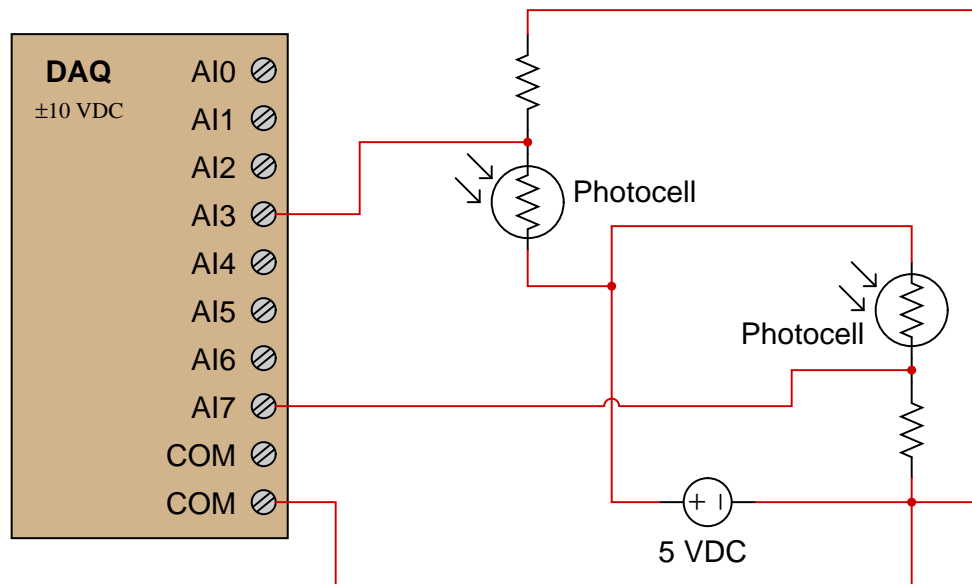 DAQ
±10 VDC
AI0
AI1
AI2
AI3
AI4
AI5
AI6
AI7
COM
COM
Photocell
Photocell
+ -
5 VDC